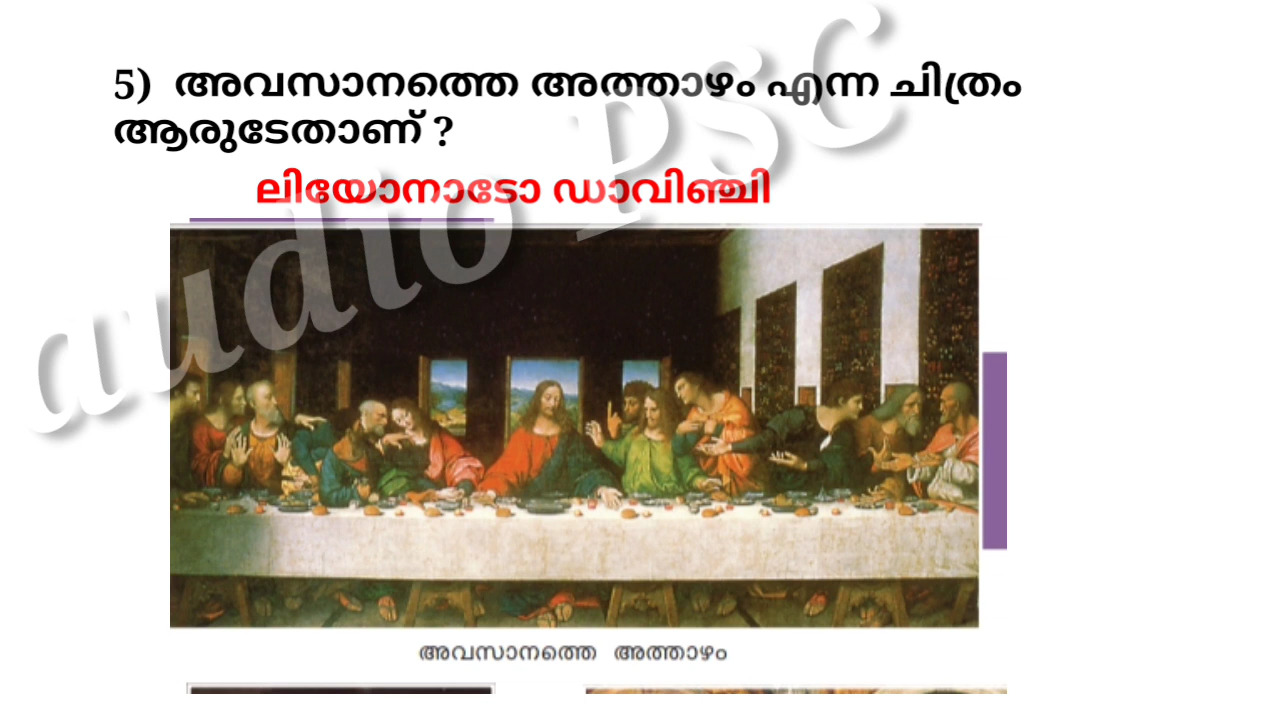 5) അവസാനത്തെ അത്താഴം എന്ന ചിത്രം
ആരുടേതാണ് ?
ലിയോനാടോ ഡാവിഞ്ചി
audio PSC
അവസാനത്തെ അത്താഴം